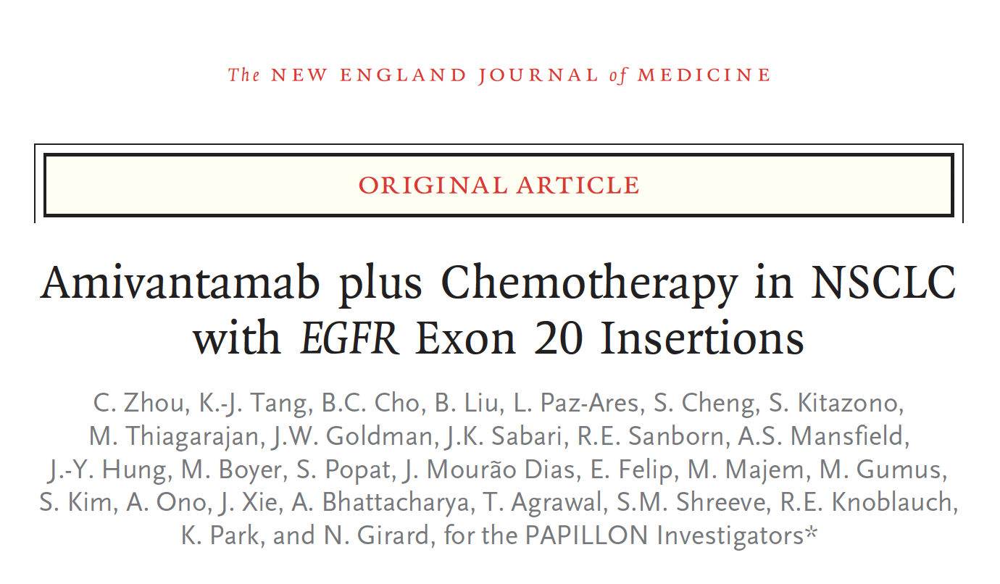 The NEW ENGLAND JOURNAL of MEDICINE
ORIGINAL ARTICLE
Amivantamab plus Chemotherapy in NSCLC
with EGFR Exon 20 Insertions
C. Zhou, K.-J. Tang, B.C. Cho, B. Liu, L. Paz-Ares, S. Cheng, S. Kitazono,
M. Thiagarajan, J.W. Goldman, J.K. Sabari, R.E. Sanborn, A.S. Mansfield,
J.-Y. Hung, M. Boyer, S. Popat, J. Mourão Dias, E. Felip, M. Majem, M. Gumus,
S. Kim, A. Ono, J. Xie, A. Bhattacharya, T. Agrawal, S.M. Shreeve, R.E. Knoblauch,
K. Park, and N. Girard, for the PAPILLON Investigators*